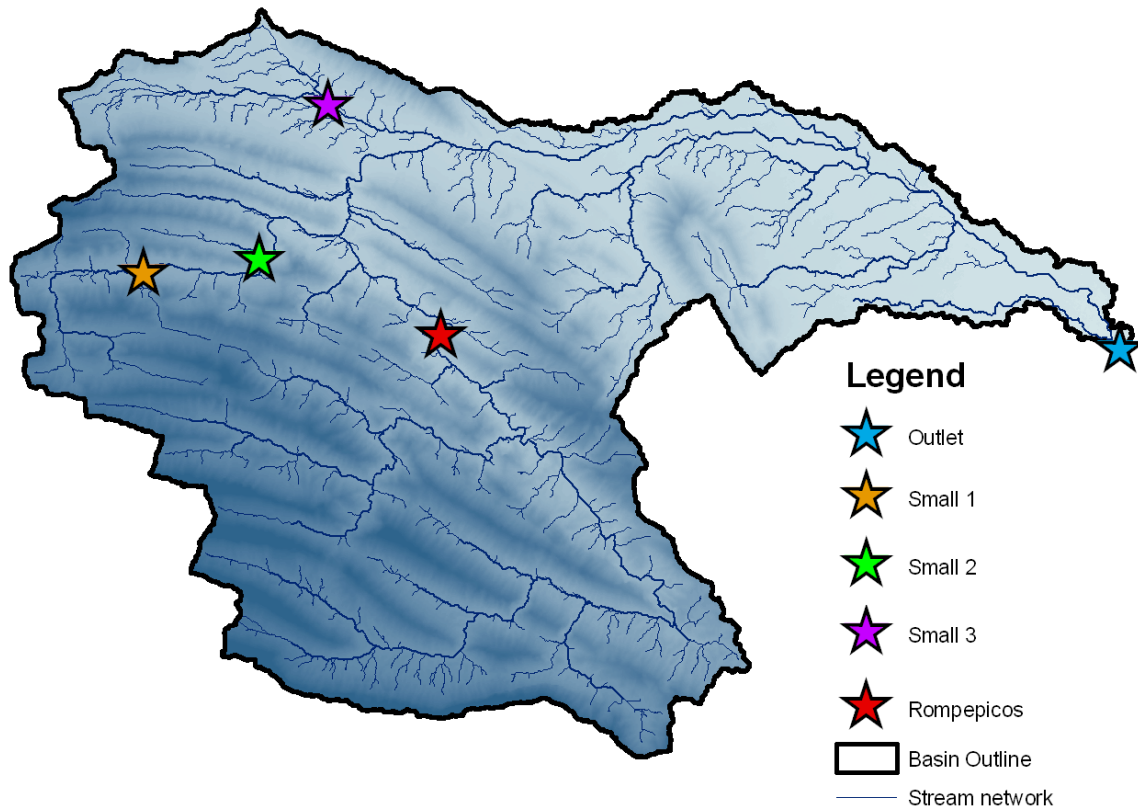 Legend
Outlet
Small 1
Small 2
Small 3
Rompepicos
Basin Outline
Stream network